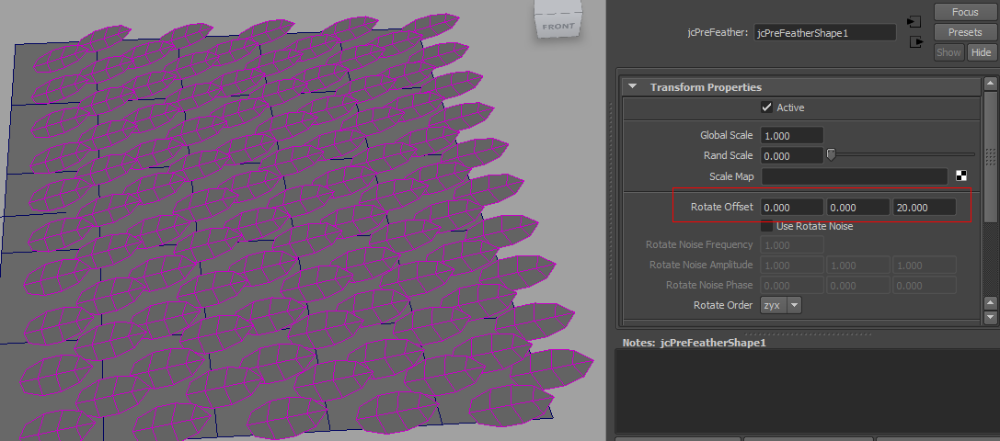 FRONT
Focus
jcPreFeather: jcPreFeatherShape1
Presets
Show Hide
Transform Properties
Active
Global Scale 1.000
Rand Scale 0.000
Scale Map
Rotate Offset 0.000 0.000 20.000
Use Rotate Noise
Rotate Noise Frequency 1.000
Rotate Noise Amplitude 1.000 1.000 1.000
Rotate Noise Phase 0.000 0.000 0.000
Rotate Order zyx
Notes: jcPreFeatherShape1